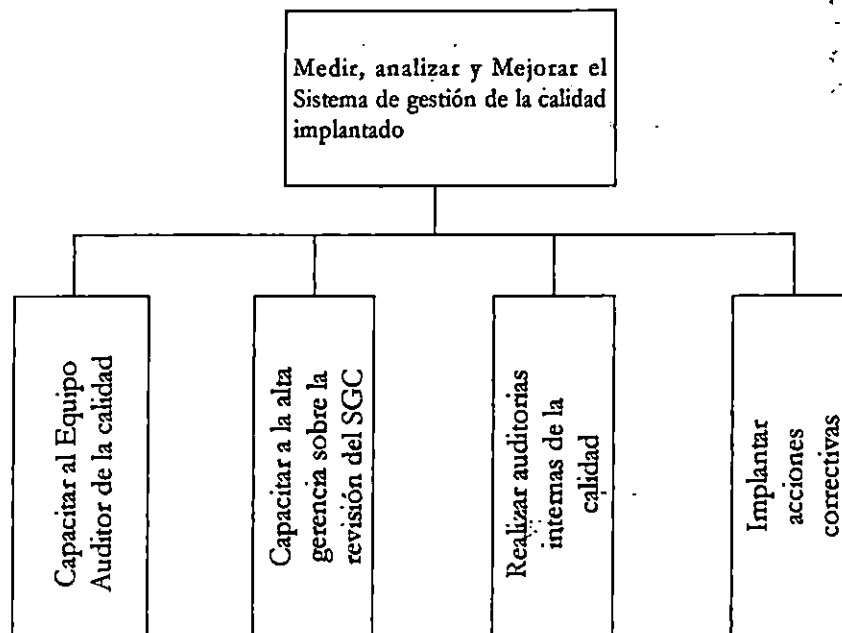 Medir, analizar y Mejorar el
Sistema de gestión de la calidad
implantado
Capacitar al Equipo
Auditor de la calidad
Capacitar a la alta
gerencia sobre la
revisión del SGC
Realizar auditorias
internas de la
calidad
Implantar
acciones
correctivas